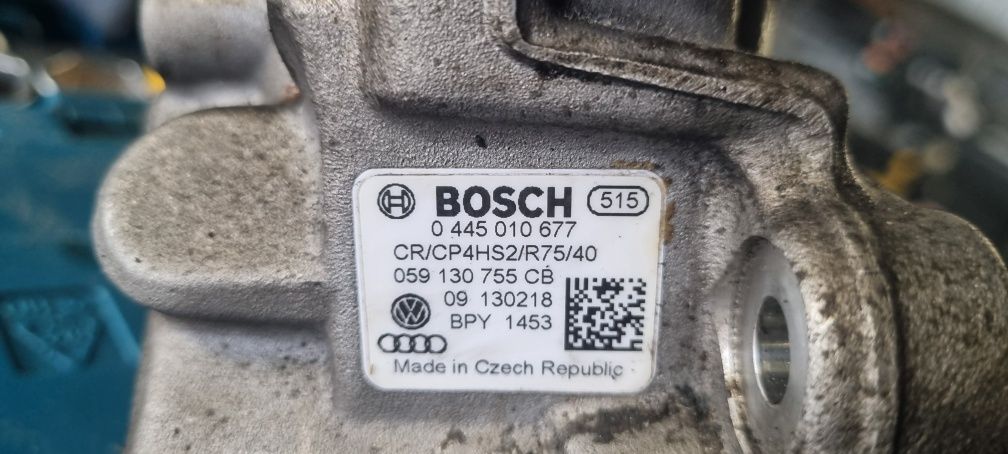 BOSCH 515
0 445 010 677
CR/CP4HS2/R75/40
059 130 755 CB
09 130218
BPY 1453
Made in Czech Republic